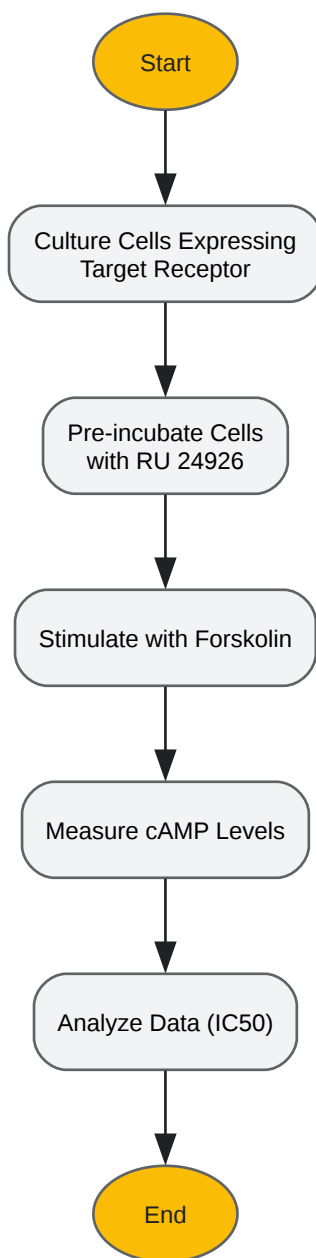 Start
Culture Cells Expressing
Target Receptor
Pre-incubate Cells
with RU 24926
Stimulate with Forskolin
Measure cAMP Levels
Analyze Data (IC50)
End